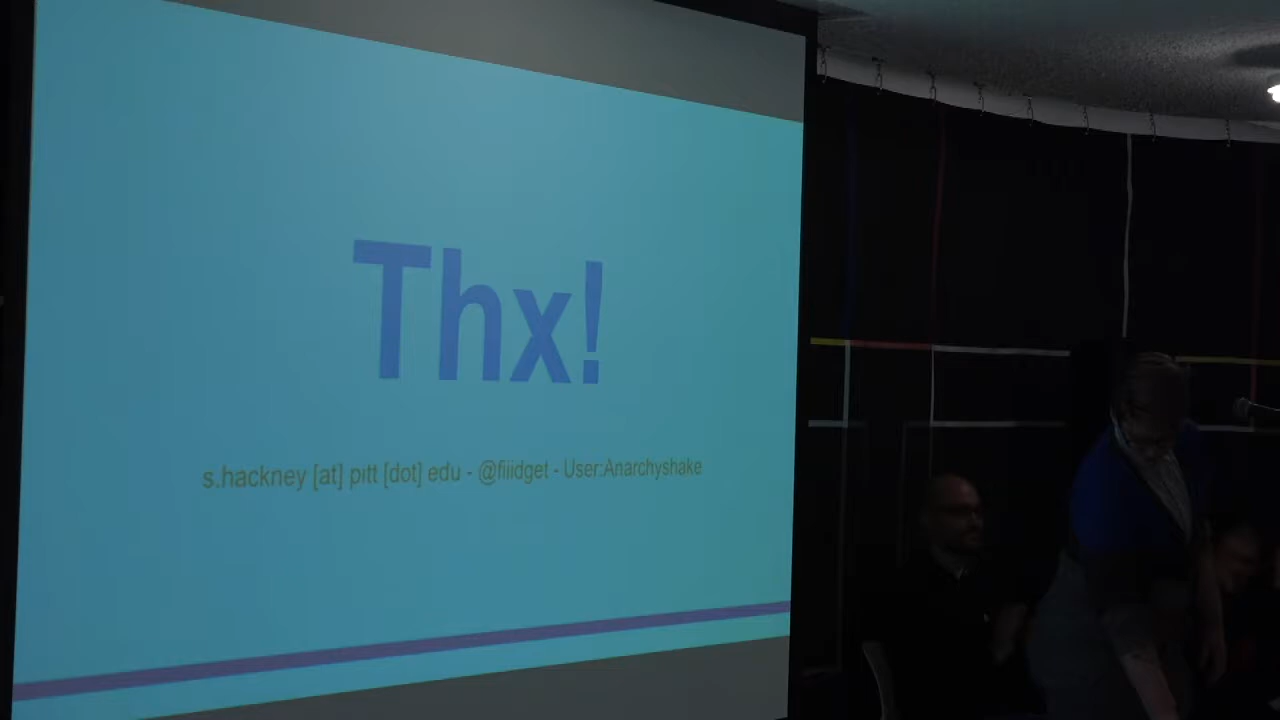 Thx!
s.hackney [at] pitt [dot] edu - @fiiidget - User:Anarchyshake